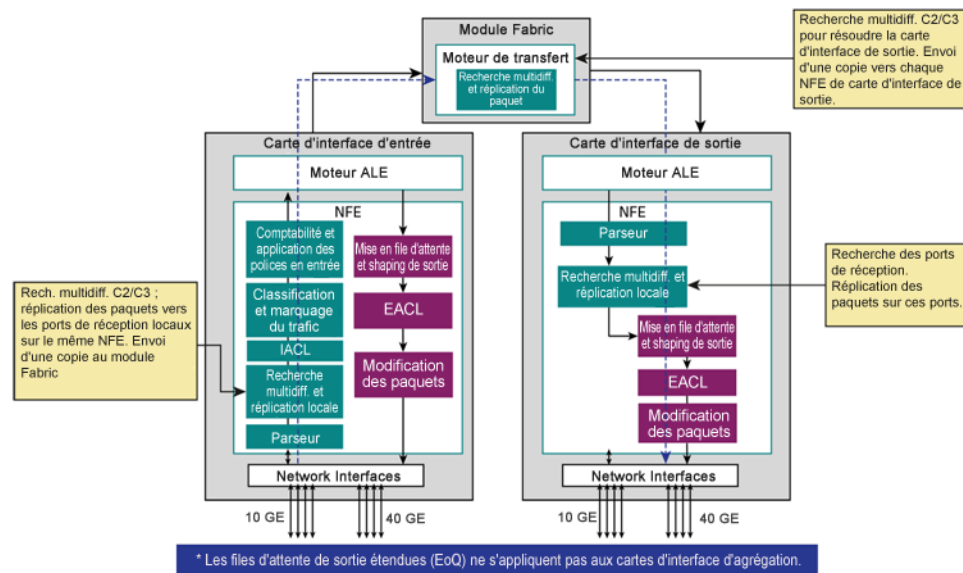 Module Fabric
Moteur de transfert
Recherche multidiff.
et réplication du
paquet
Recherche multidiff. C2/C3
pour résoudre la carte
d'interface de sortie. Envoi
d'une copie vers chaque
NFE de carte d'interface de
sortie.
Carte d'interface d'entrée
Moteur ALE
NFE
Comptabilité et
application des
polices en entrée
Classification
et marquage
du trafic
IACL
Recherche
multidiff. et
réplication locale
Parseur
Mise en file d'attente
et shaping de sortie
EACL
Modification
des paquets
Network Interfaces
10 GE
40 GE
Rech. multidiff. C2/C3 ;
réplication des paquets vers
les ports de réception locaux
sur le même NFE. Envoi
d'une copie au module
Fabric
Carte d'interface de sortie
Moteur ALE
NFE
Parseur
Recherche multidiff. et
réplication locale
Mise en file d'attente
et shaping de sortie
EACL
Modification
des paquets
Network Interfaces
10 GE
40 GE
Recherche des ports
de réception.
Réplication des
paquets sur ces ports.
* Les files d'attente de sortie étendues (EoQ) ne s'appliquent pas aux cartes d'interface d'agrégation.